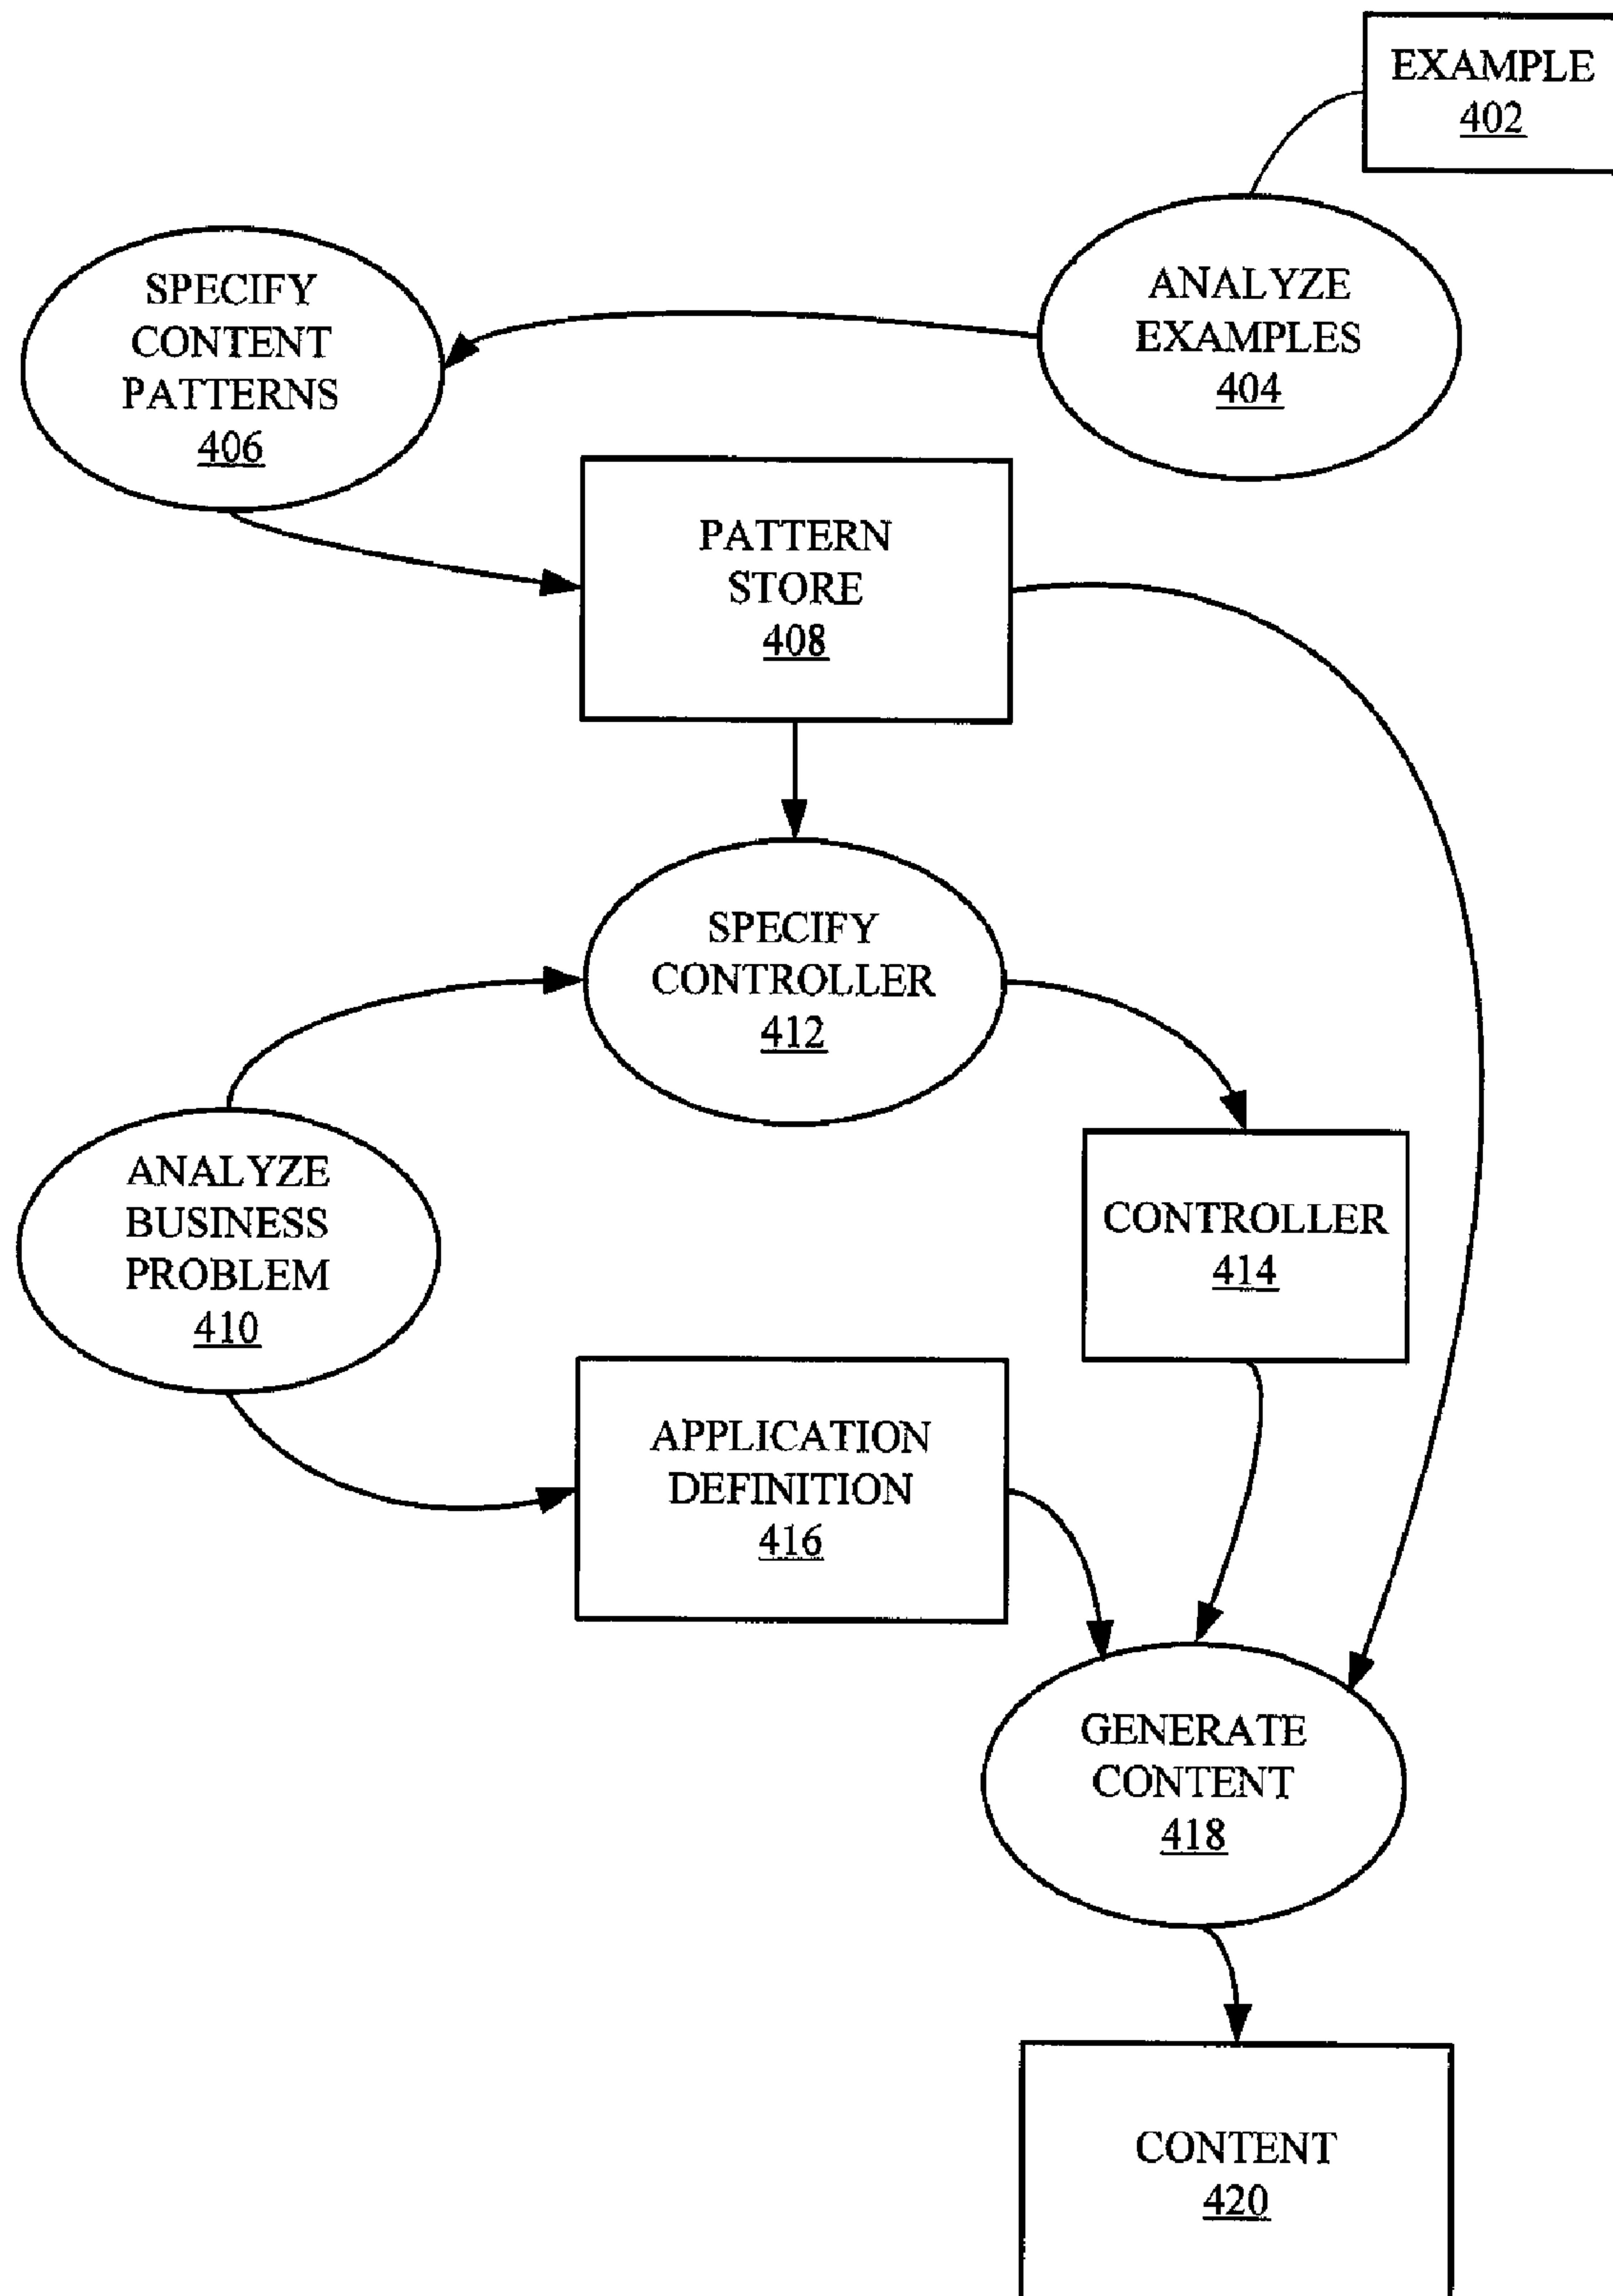 EXAMPLE
402
ANALYZE
EXAMPLES
404
SPECIFY
CONTENT
PATTERNS
406
PATTERN
STORE
408
SPECIFY
CONTROLLER
412
ANALYZE
BUSINESS
PROBLEM
410
CONTROLLER
414
APPLICATION
DEFINITION
416
GENERATE
CONTENT
418
CONTENT
420